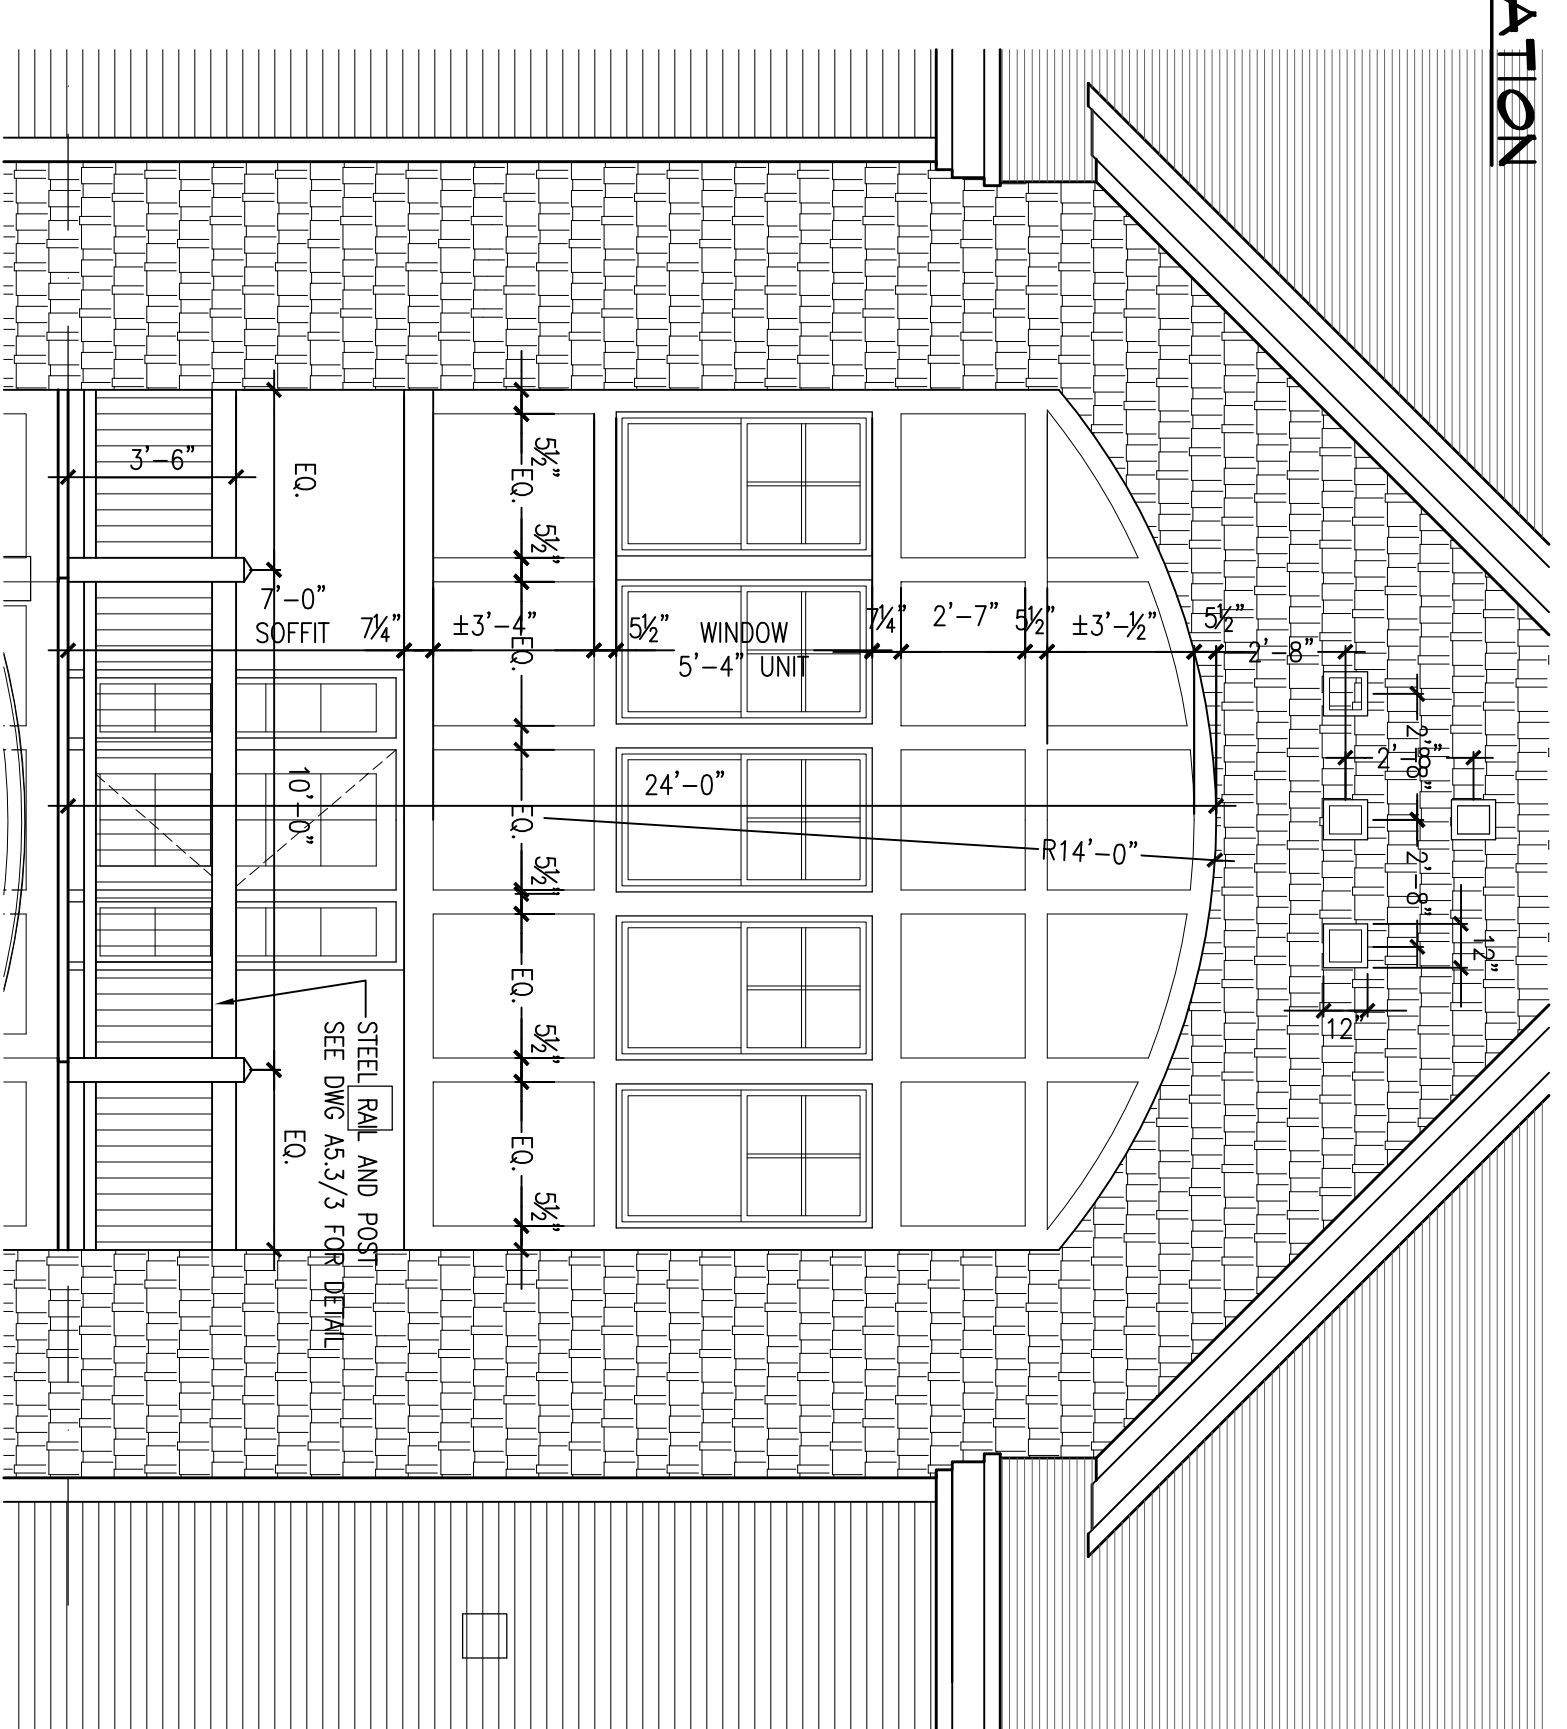 ATION
3'-6"
EQ.
10'-0"
EQ.
7'-0"
SOFFIT
7¼"
±3'-4"
5½"
WINDOW
5'-4" UNIT
7¼"
2'-7"
5½"
±3'-½"
5½"
2'-8"
24'-0"
R14'-0"
5½"
EQ.
5½"
EQ.
EQ.
5½"
EQ.
5½"
EQ.
5½"
2'-8"
2'-8"
2'-8"
12"
12"
STEEL RAIL AND POST
SEE DWG A5.3/3 FOR DETAIL